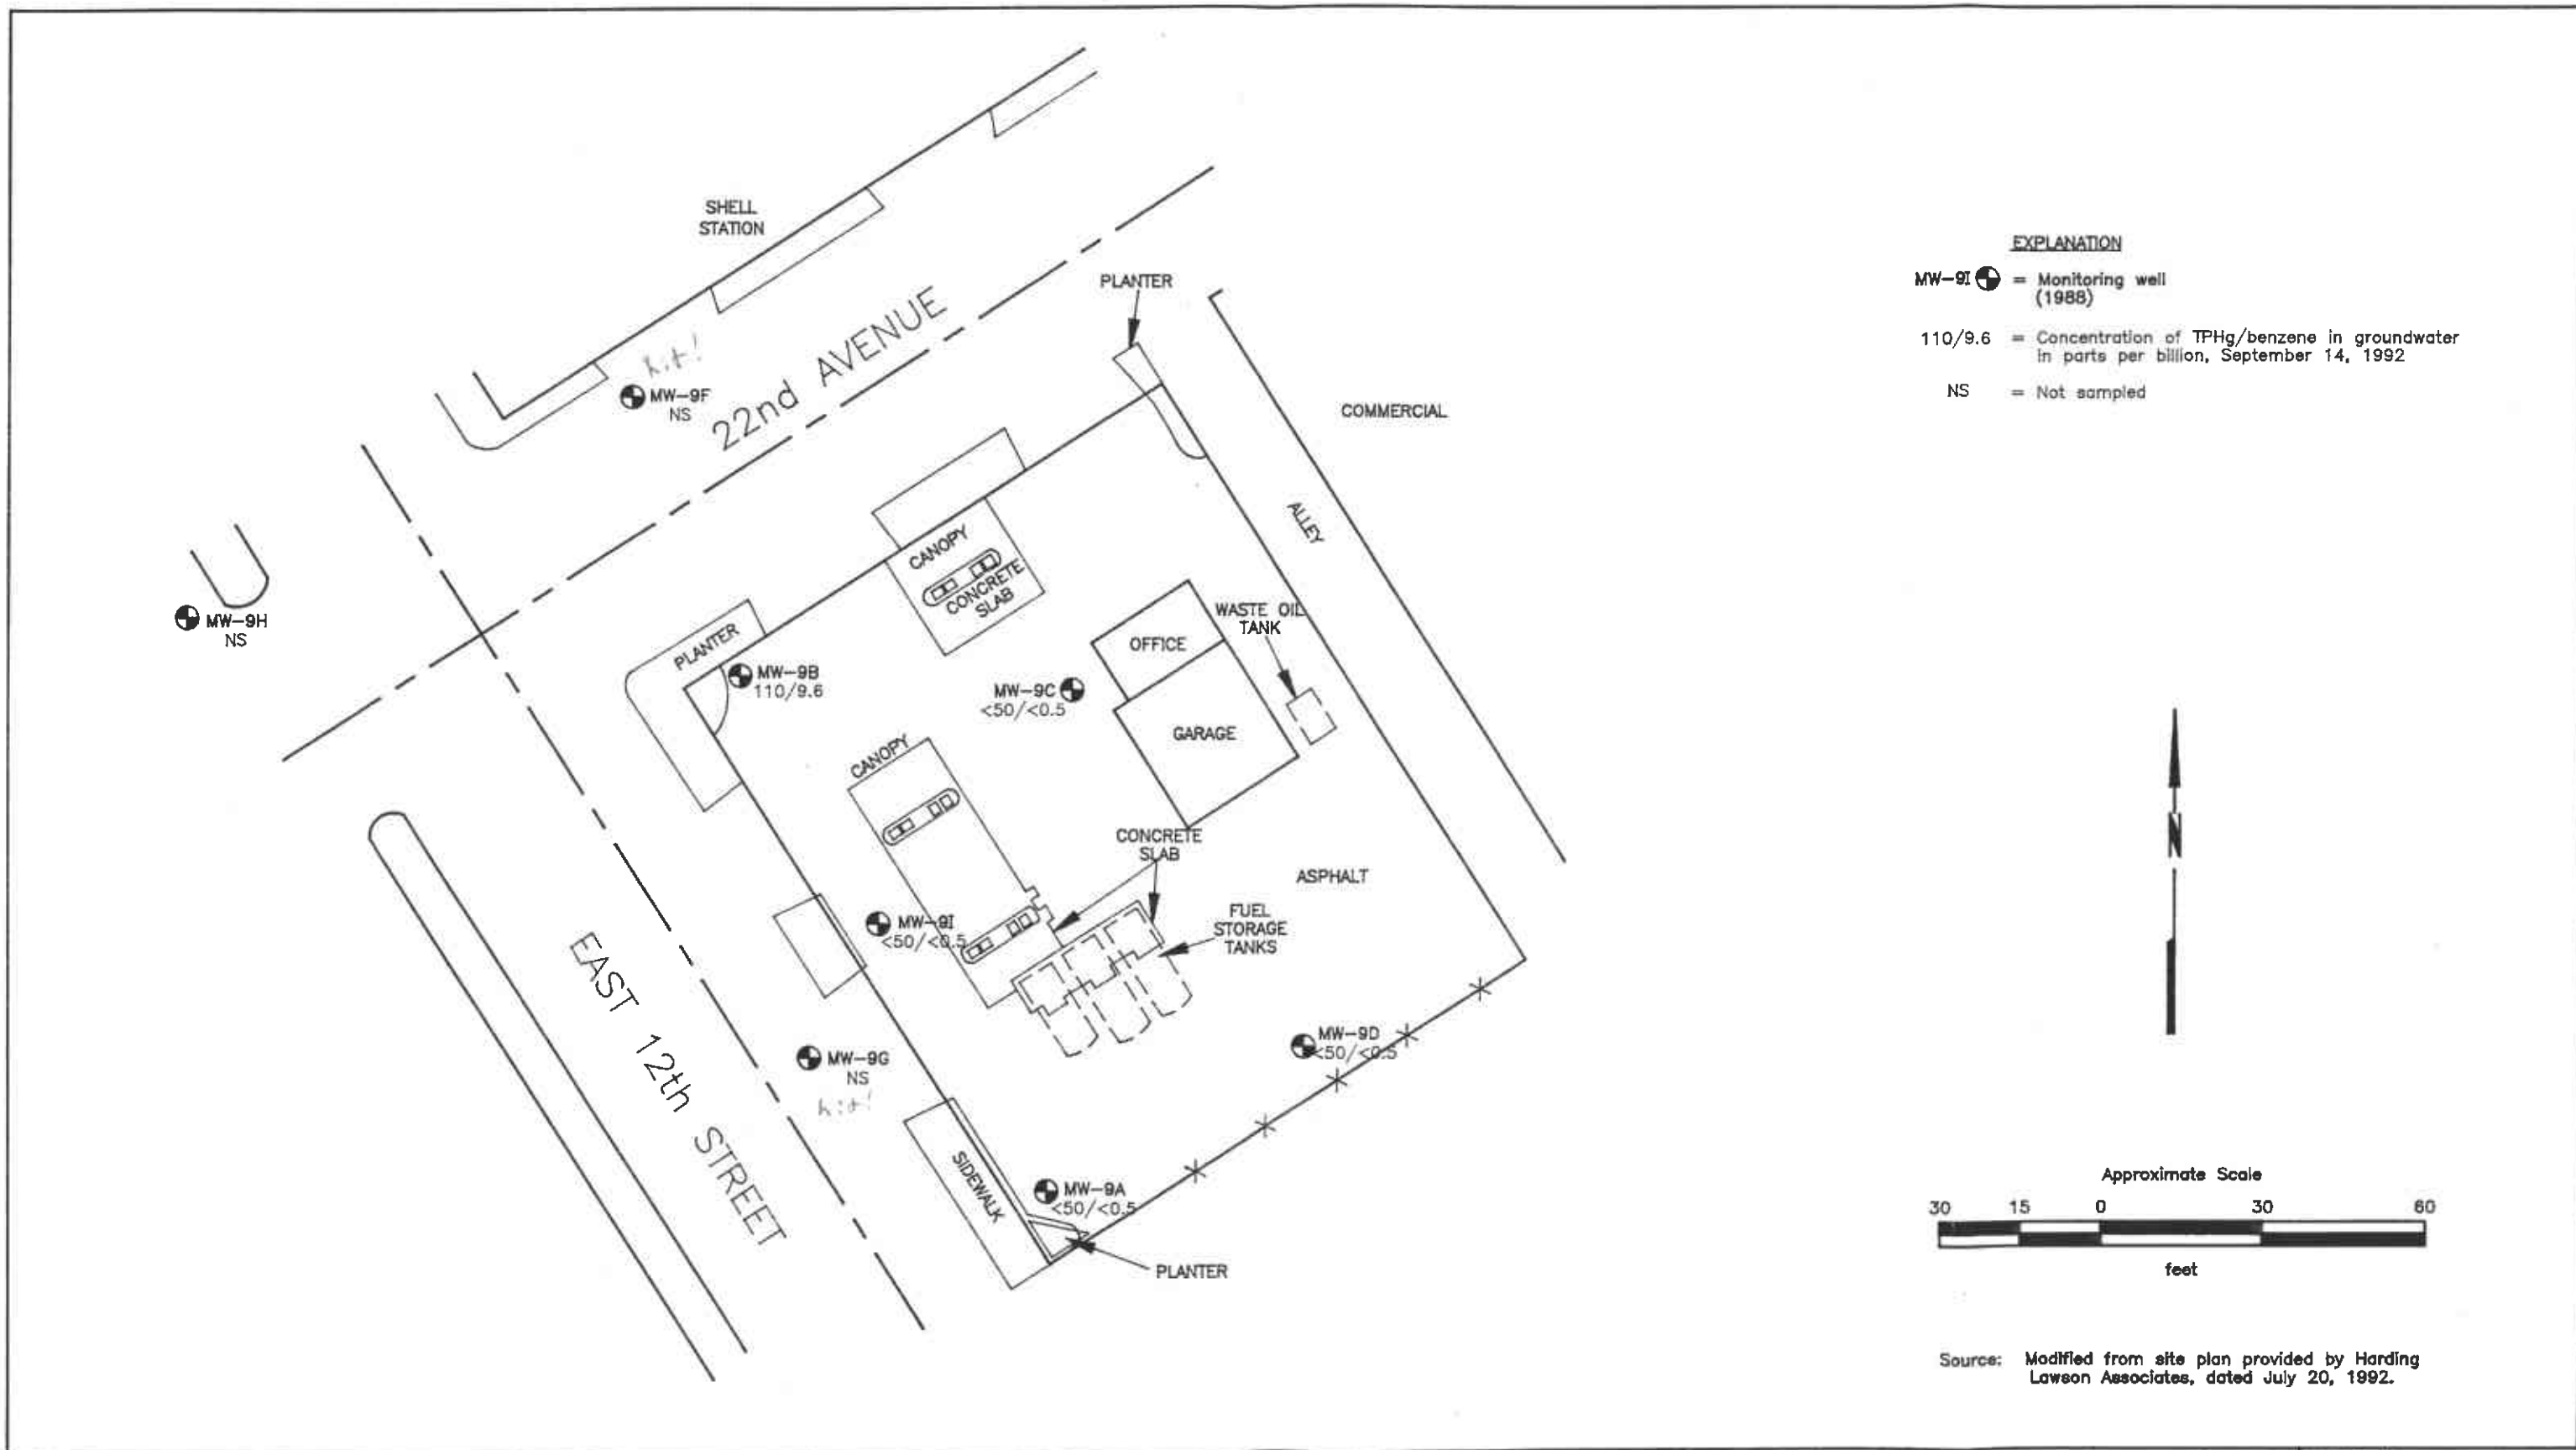 SHELL
STATION
hit!
MW-9F
NS
22nd AVENUE
PLANTER
COMMERCIAL
ALLEY
EXPLANATION
MW-9I = Monitoring well
(1988)
110/9.6 = Concentration of TPHg/benzene in groundwater
in parts per billion, September 14, 1992
NS = Not sampled
MW-9H
NS
PLANTER
MW-9B
110/9.6
CANOPY
CONCRETE
SLAB
MW-9C
<50/<0.5
OFFICE
WASTE OIL
TANK
GARAGE
CANOPY
CONCRETE
SLAB
ASPHALT
FUEL
STORAGE
TANKS
MW-9I
<50/<0.5
MW-9D
<50/<0.5
MW-9G
NS
hit!
EAST 12th STREET
SIDEWALK
MW-9A
<50/<0.5
PLANTER
N
Approximate Scale
30 15 0 30 60
feet
Source: Modified from site plan provided by Harding
Lawson Associates, dated July 20, 1992.